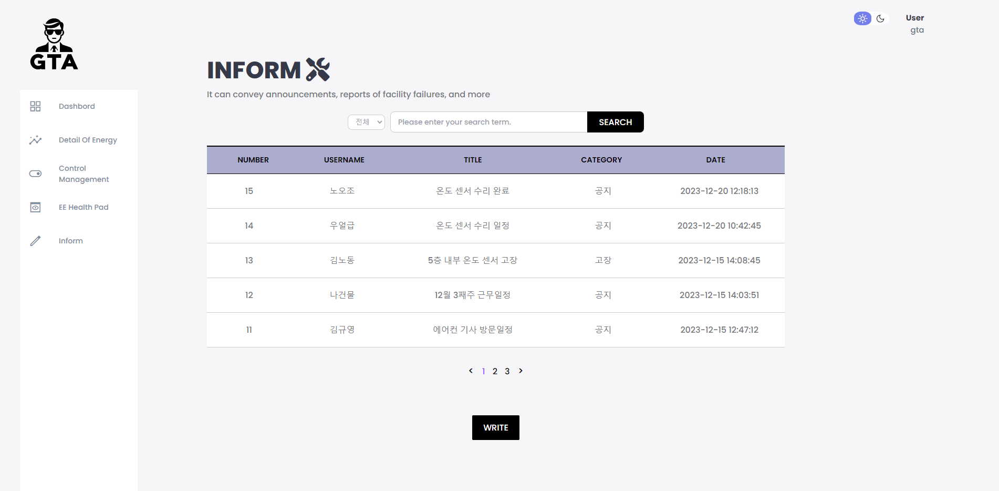 GTA
User
gta
INFORM
It can convey announcements, reports of facility failures, and more
전체 Please enter your search term. SEARCH
Dashbord
Detail Of Energy
Control
Management
EE Health Pad
Inform
NUMBER USERNAME TITLE CATEGORY DATE
15 노오조 온도 센서 수리 완료 공지 2023-12-20 12:18:13
14 우얼급 온도 센서 수리 일정 공지 2023-12-20 10:42:45
13 김노동 5층 내부 온도 센서 고장 고장 2023-12-15 14:08:45
12 나건물 12월 3째주 근무일정 공지 2023-12-15 14:03:51
11 김규영 에어컨 기사 방문일정 공지 2023-12-15 12:47:12
< 1 2 3 >
WRITE